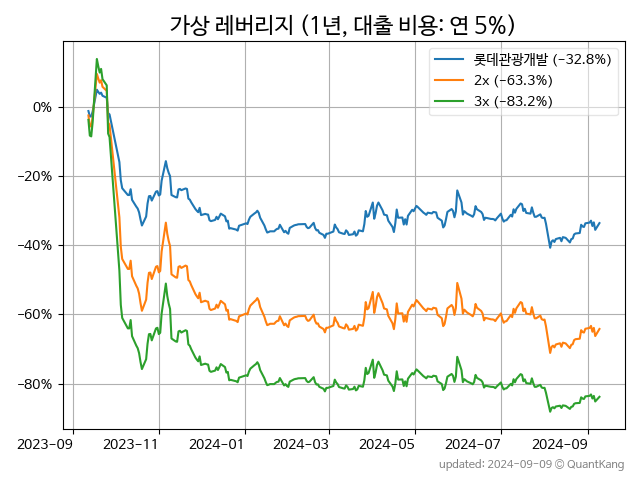 가상 레버리지 (1년, 대출 비용: 연 5%)
롯데관광개발 (−32.8%)
2x (−63.3%)
3x (−83.2%)
0%
−20%
−40%
−60%
−80%
2023-09 2023-11 2024-01 2024-03 2024-05 2024-07 2024-09
updated: 2024-09-09 © QuantKang